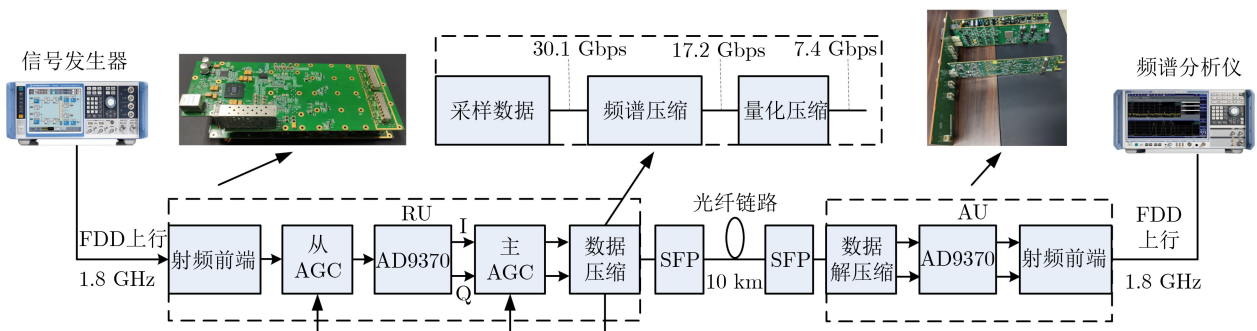 信号发生器
30.1 Gbps
17.2 Gbps
7.4 Gbps
频谱分析仪
采样数据
频谱压缩
量化压缩
RU
光纤链路
AU
FDD上行
1.8 GHz
射频前端
从
AGC
AD9370
I
Q
主
AGC
数据
压缩
SFP
10 km
SFP
数据
解压缩
AD9370
射频前端
FDD
上行
1.8 GHz